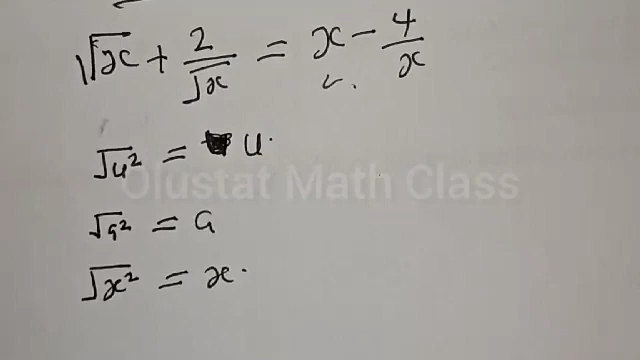 √x + 2/√x = x − 4/x
√u² = u.
√a² = a
√x² = x.
Olustat Math Class